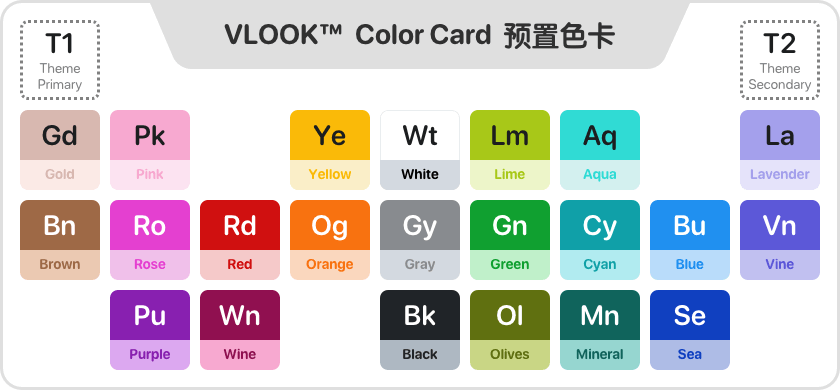 VLOOK™ Color Card 预置色卡
T1
Theme
Primary
T2
Theme
Secondary
Gd
Gold
Pk
Pink
Ye
Yellow
Wt
White
Lm
Lime
Aq
Aqua
La
Lavender
Bn
Brown
Ro
Rose
Rd
Red
Og
Orange
Gy
Gray
Gn
Green
Cy
Cyan
Bu
Blue
Vn
Vine
Pu
Purple
Wn
Wine
Bk
Black
Ol
Olives
Mn
Mineral
Se
Sea